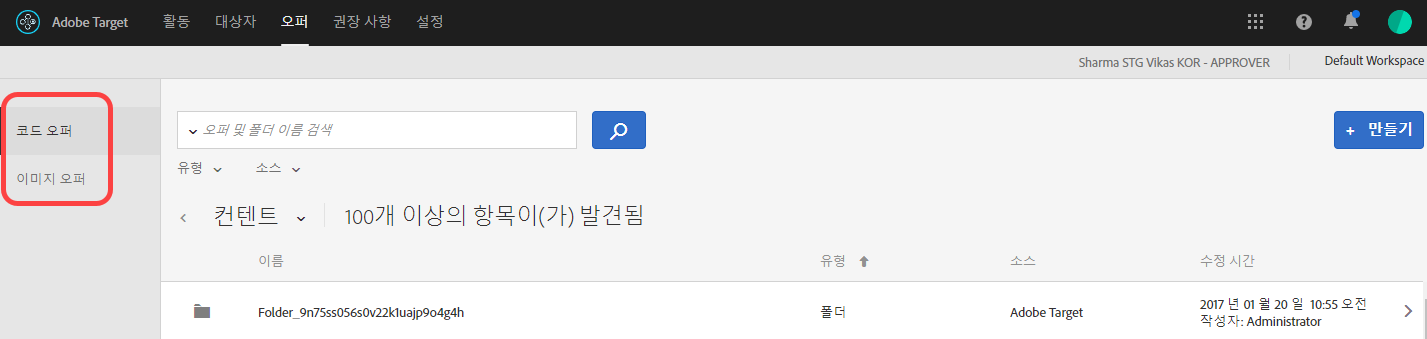 Adobe Target 활동 대상자 오퍼 권장 사항 설정
Sharma STG Vikas KOR - APPROVER Default Workspace
코드 오퍼
이미지 오퍼
오퍼 및 폴더 이름 검색
+ 만들기
유형 소스
컨텐트 100개 이상의 항목이(가) 발견됨
이름 유형 소스 수정 시간
Folder_9n75ss056s0v22k1uajp9o4g4h 폴더 Adobe Target 2017 년 01 월 20 일 10:55 오전
작성자: Administrator